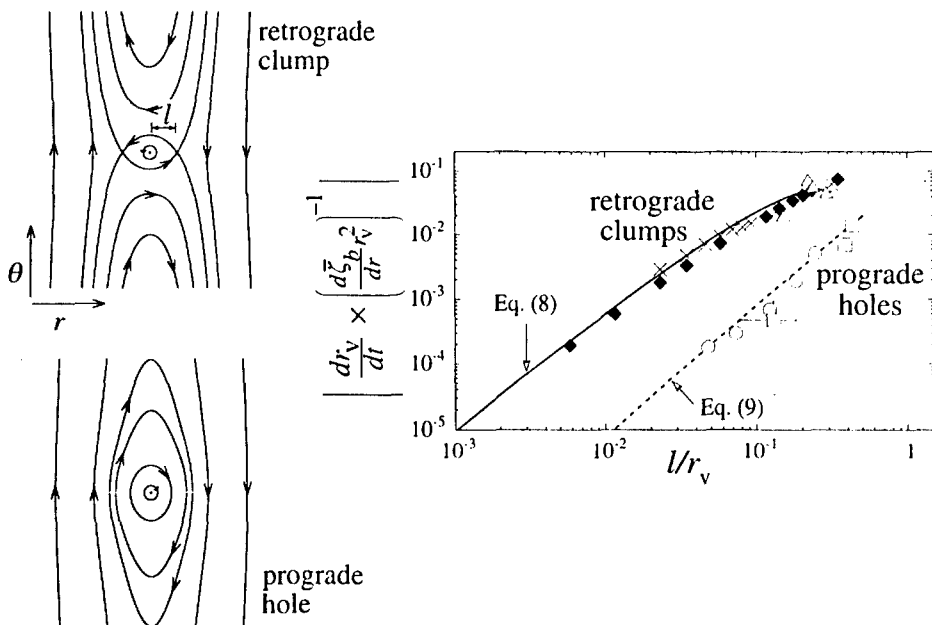 retrograde
clump
l
θ
r
prograde
hole
| dr_v/dt × (dζ̄_b/dr r_v²)⁻¹ |
10⁻¹
10⁻²
10⁻³
10⁻⁴
10⁻⁵
retrograde
clumps
prograde
holes
Eq. (8)
Eq. (9)
10⁻³
10⁻²
10⁻¹
1
l/r_v